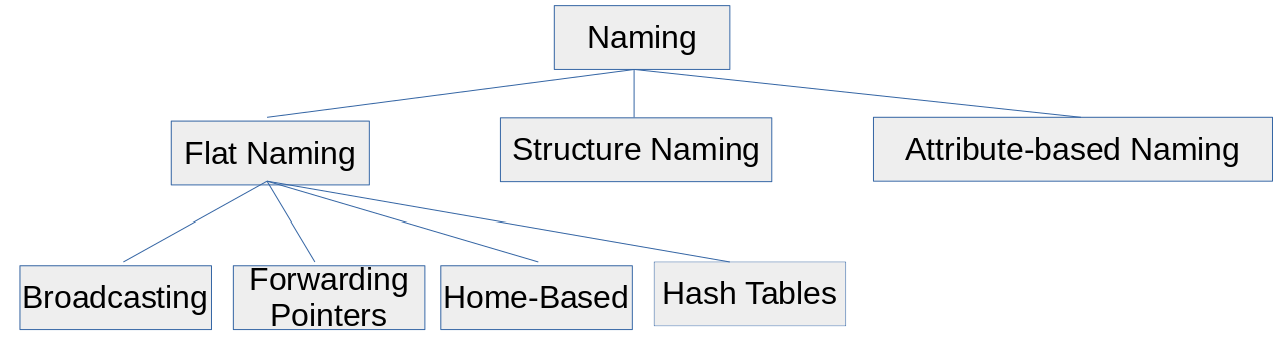 Naming
Flat Naming
Structure Naming
Attribute-based Naming
Broadcasting
Forwarding
Pointers
Home-Based
Hash Tables